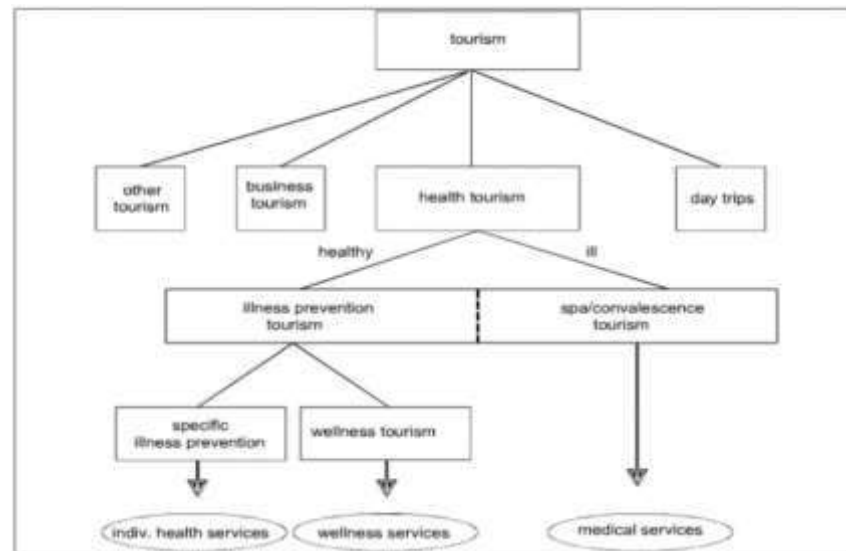 tourism
other
tourism
business
tourism
health tourism
day trips
healthy
ill
illness prevention
tourism
spa/convalescence
tourism
specific
illness prevention
wellness tourism
indiv. health services
wellness services
medical services